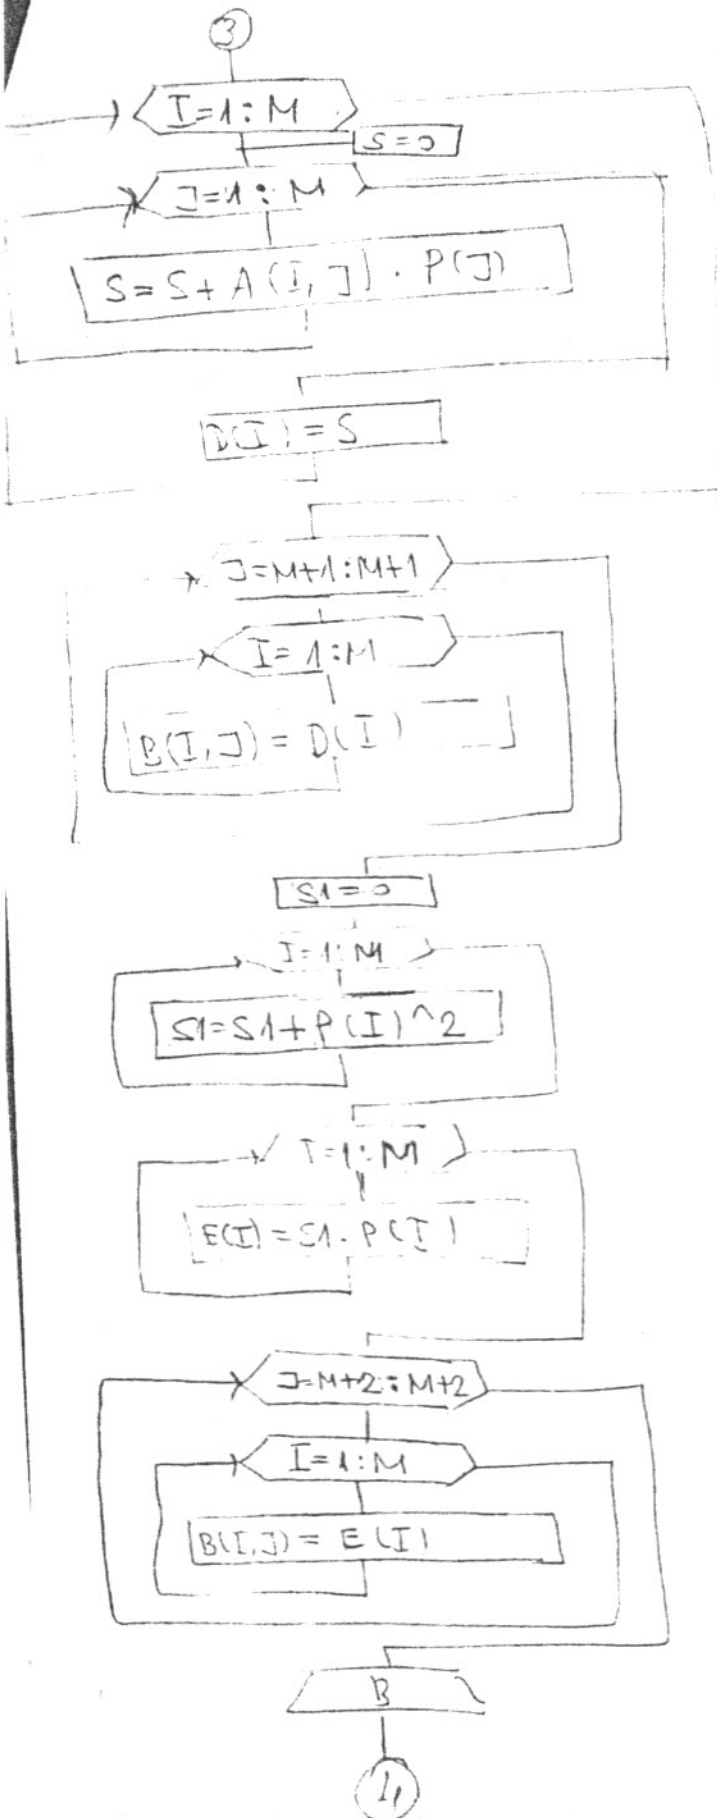 3
I=1:M
S=0
J=1:M
S=S+A(I,J)·P(J)
D(I)=S
J=M+1:M+1
I=1:M
B(I,J)=D(I)
S1=0
I=1:M
S1=S1+P(I)^2
I=1:M
E(I)=S1·P(I)
J=M+2:M+2
I=1:M
B(I,J)=E(I)
B